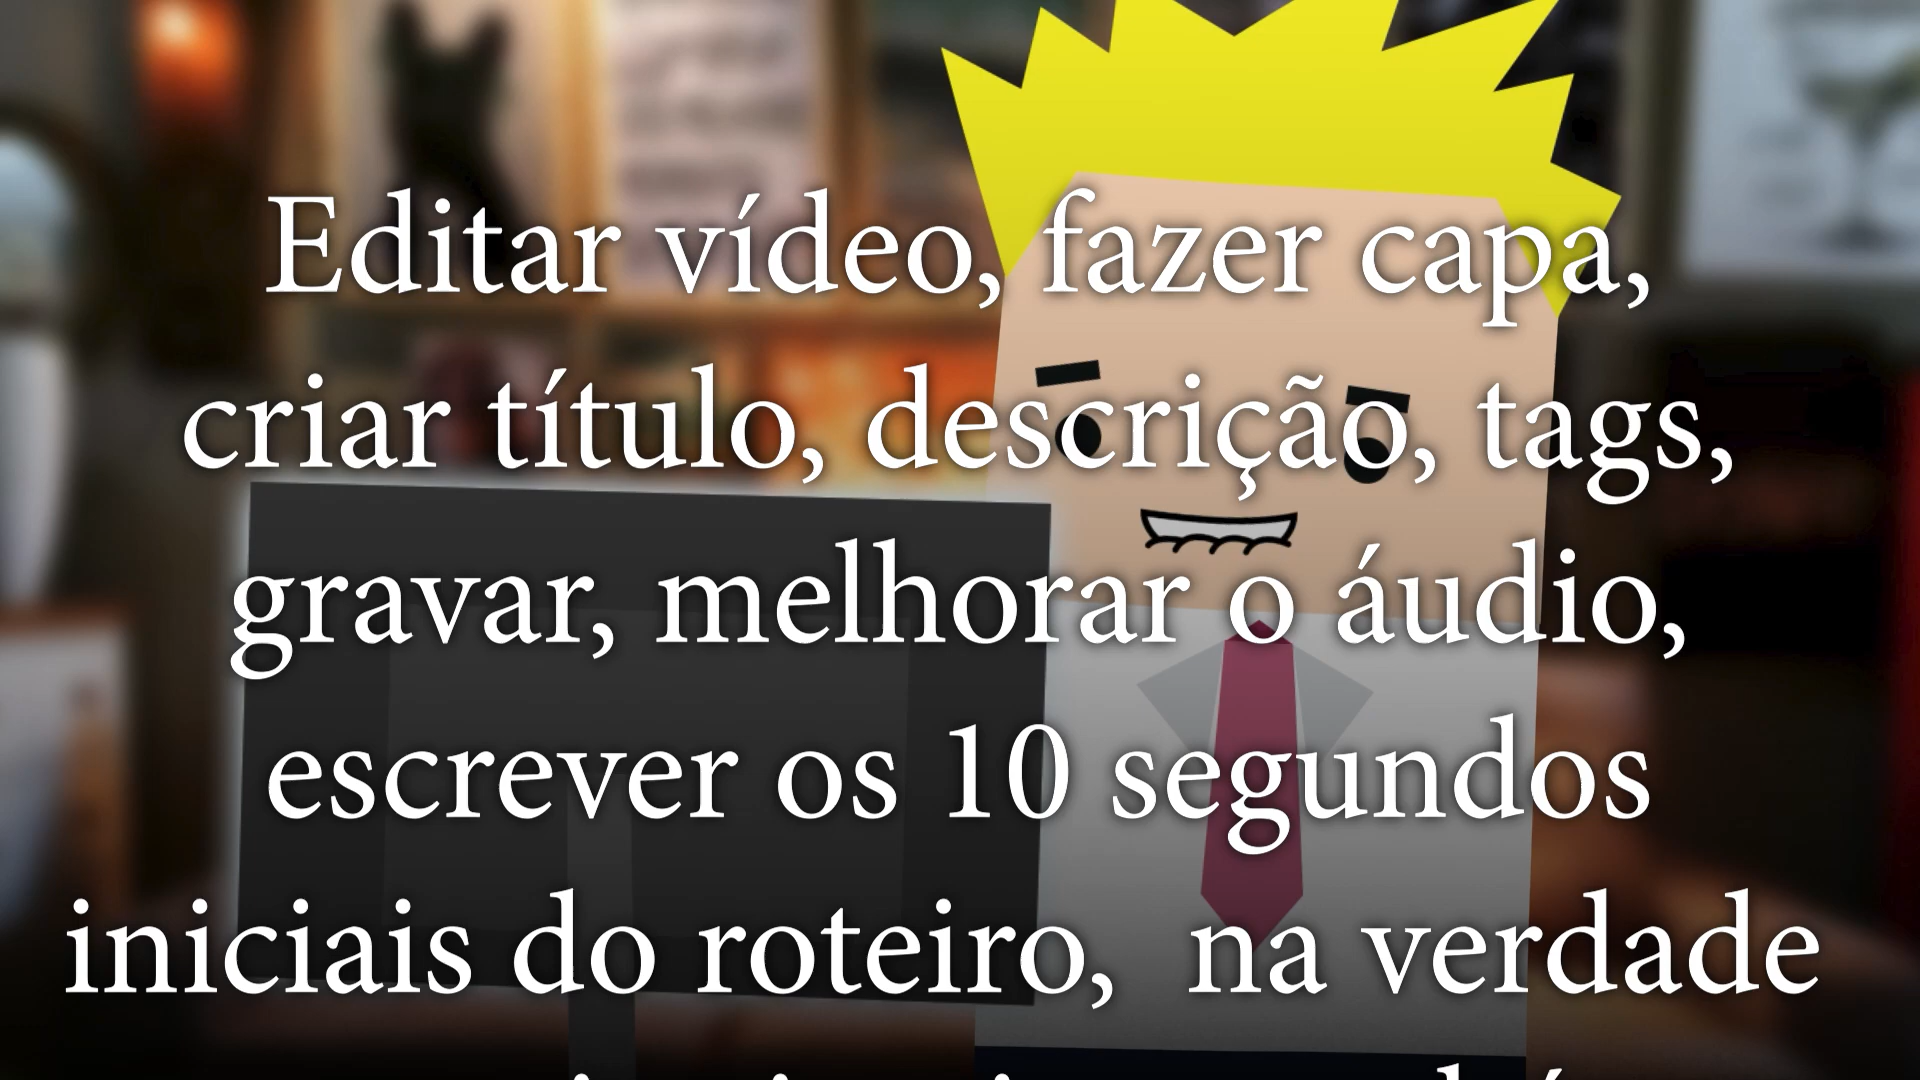 Editar vídeo, fazer capa,
criar título, descrição, tags,
gravar, melhorar o áudio,
escrever os 10 segundos
iniciais do roteiro,  na verdade